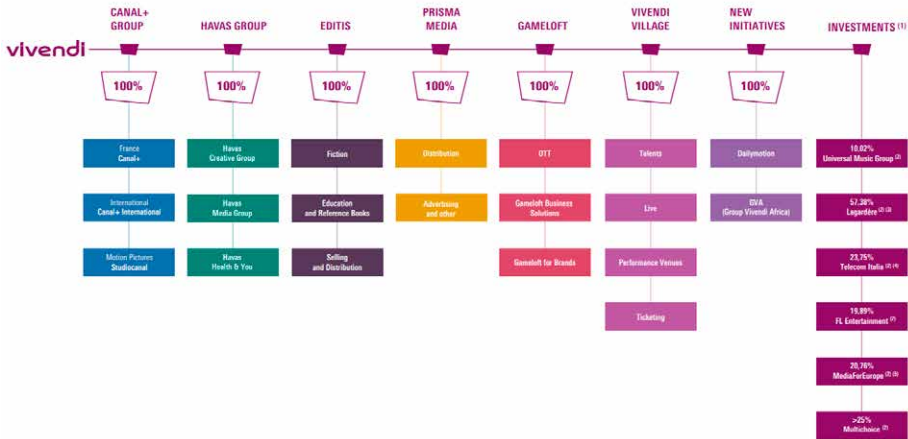 vivendi
CANAL+
GROUP
HAVAS GROUP
EDITIS
PRISMA
MEDIA
GAMELOFT
VIVENDI
VILLAGE
NEW
INITIATIVES
INVESTMENTS (1)
100%
100%
100%
100%
100%
100%
100%
France
Canal+
International
Canal+ International
Motion Pictures
Studiocanal
Havas
Creative Group
Havas
Media Group
Havas
Health & You
Fiction
Education
and Reference Books
Selling
and Distribution
Distribution
Advertising
and other
OTT
Gameloft Business
Solutions
Gameloft for Brands
Talents
Live
Performance Venues
Ticketing
Dailymotion
GVA
(Group Vivendi Africa)
10,02%
Universal Music Group (2)
57.38%
Lagardère (2) (3)
23,75%
Telecom Italia (2) (4)
19,89%
FL Entertainment (2)
20,76%
MediaForEurope (2) (5)
>25%
Multichoice (2)